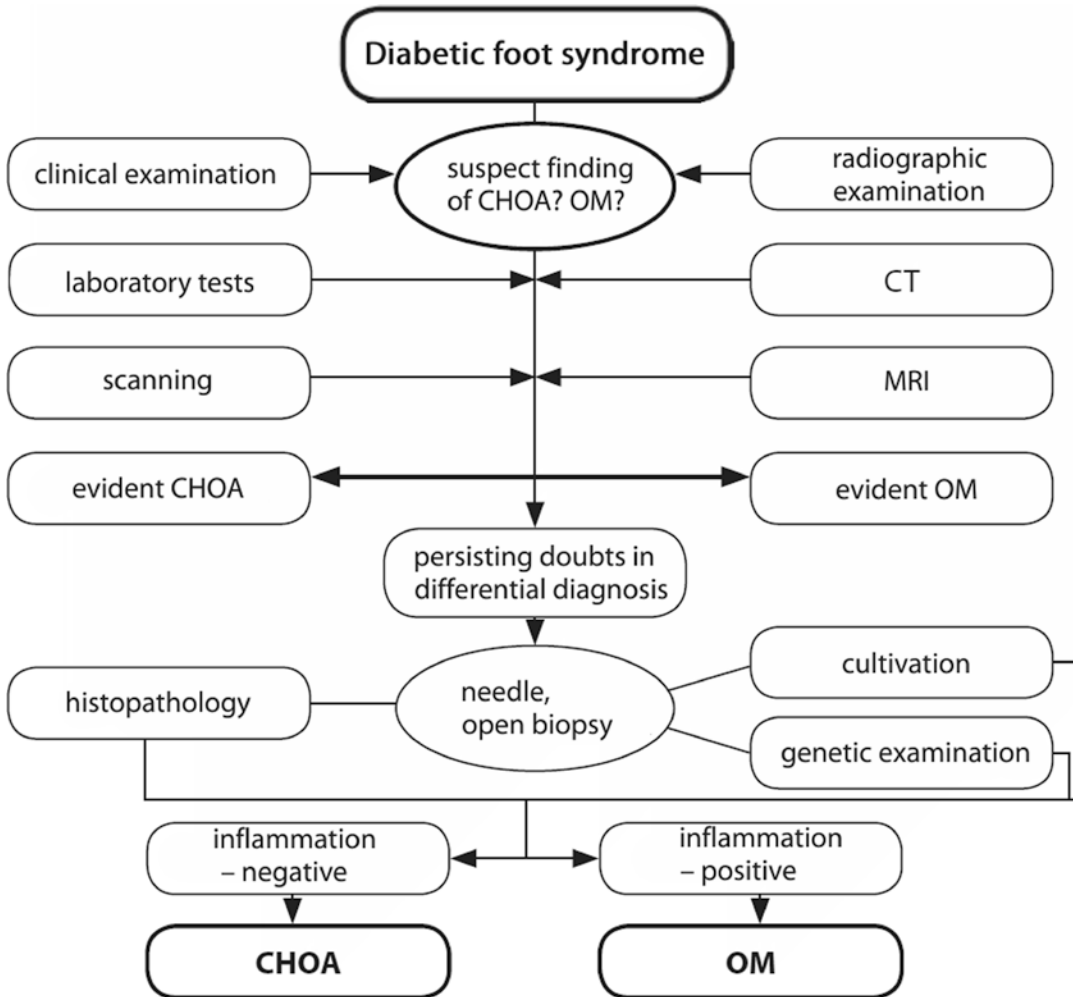 Diabetic foot syndrome
clinical examination
suspect finding
of CHOA? OM?
radiographic
examination
laboratory tests
CT
scanning
MRI
evident CHOA
evident OM
persisting doubts in
differential diagnosis
histopathology
needle,
open biopsy
cultivation
genetic examination
inflammation
– negative
inflammation
– positive
CHOA
OM